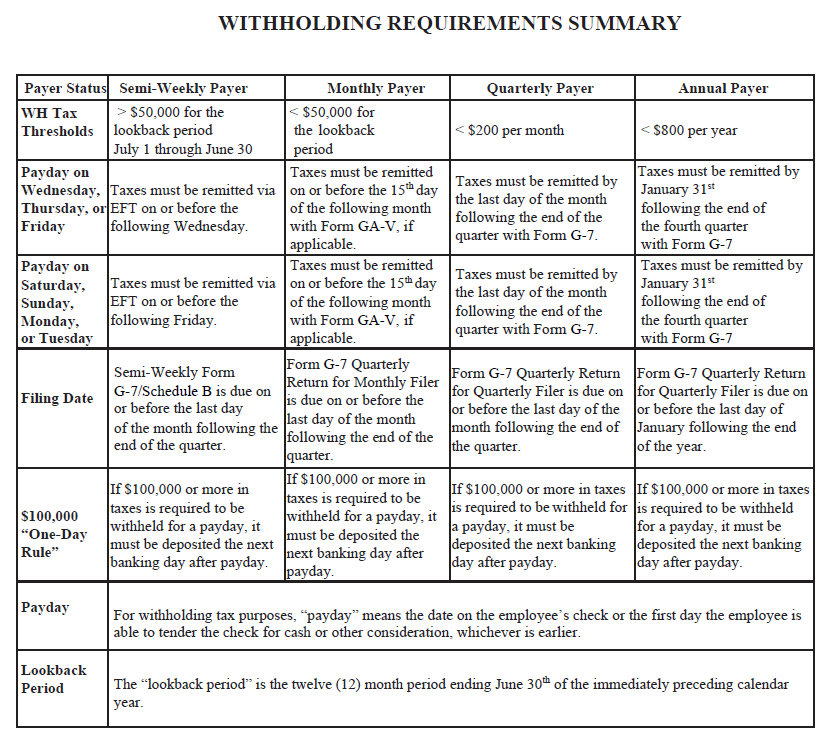 WITHHOLDING REQUIREMENTS SUMMARY
Payer Status
Semi-Weekly Payer
Monthly Payer
Quarterly Payer
Annual Payer
WH Tax
Thresholds
> $50,000 for the
lookback period
July 1 through June 30
< $50,000 for
the lookback
period
< $200 per month
< $800 per year
Payday on
Wednesday,
Thursday, or
Friday
Taxes must be remitted via
EFT on or before the
following Wednesday.
Taxes must be remitted
on or before the 15th day
of the following month
with Form GA-V, if
applicable.
Taxes must be remitted by
the last day of the month
following the end of the
quarter with Form G-7.
Taxes must be remitted by
January 31st
following the end of
the fourth quarter
with Form G-7
Payday on
Saturday,
Sunday,
Monday,
or Tuesday
Taxes must be remitted via
EFT on or before the
following Friday.
Taxes must be remitted
on or before the 15th day
of the following month
with Form GA-V, if
applicable.
Taxes must be remitted by
the last day of the month
following the end of the
quarter with Form G-7.
Taxes must be remitted by
January 31st
following the end of
the fourth quarter
with Form G-7
Filing Date
Semi-Weekly Form
G-7/Schedule B is due on
or before the last day
of the month following the
end of the quarter.
Form G-7 Quarterly
Return for Monthly Filer
is due on or before the
last day of the month
following the end of the
quarter.
Form G-7 Quarterly Return
for Quarterly Filer is due on
or before the last day of the
month following the end of
the quarter.
Form G-7 Quarterly Return
for Quarterly Filer is due on
or before the last day of
January following the end
of the year.
$100,000
“One-Day
Rule”
If $100,000 or more in
taxes is required to be
withheld for a payday, it
must be deposited the next
banking day after payday.
If $100,000 or more in
taxes is required to be
withheld for a payday, it
must be deposited the
next banking day after
payday.
If $100,000 or more in taxes
is required to be withheld for
a payday, it must be
deposited the next banking
day after payday.
If $100,000 or more in taxes
is required to be withheld
for a payday, it must be
deposited the next banking
day after payday.
Payday
For withholding tax purposes, “payday” means the date on the employee’s check or the first day the employee is
able to tender the check for cash or other consideration, whichever is earlier.
Lookback
Period
The “lookback period” is the twelve (12) month period ending June 30th of the immediately preceding calendar
year.